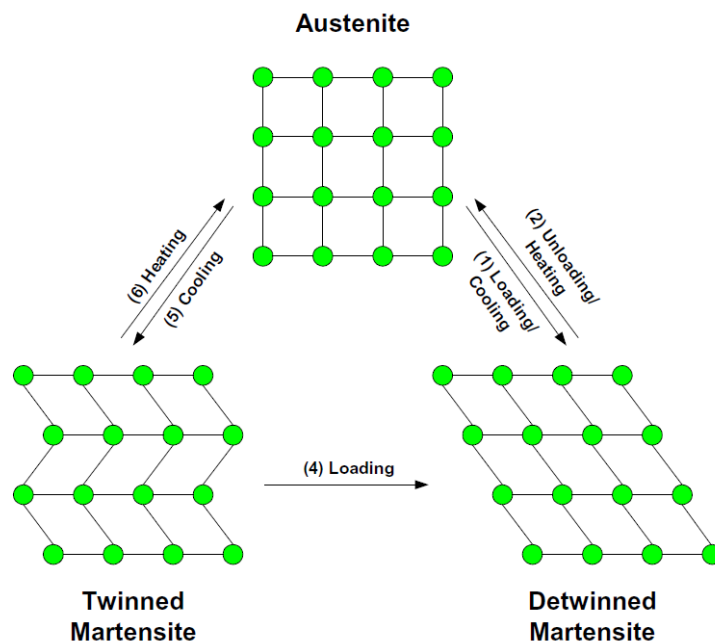 Austenite
(6) Heating
(5) Cooling
(2) Unloading/
Heating
(1) Loading/
Cooling
(4) Loading
Twinned
Martensite
Detwinned
Martensite